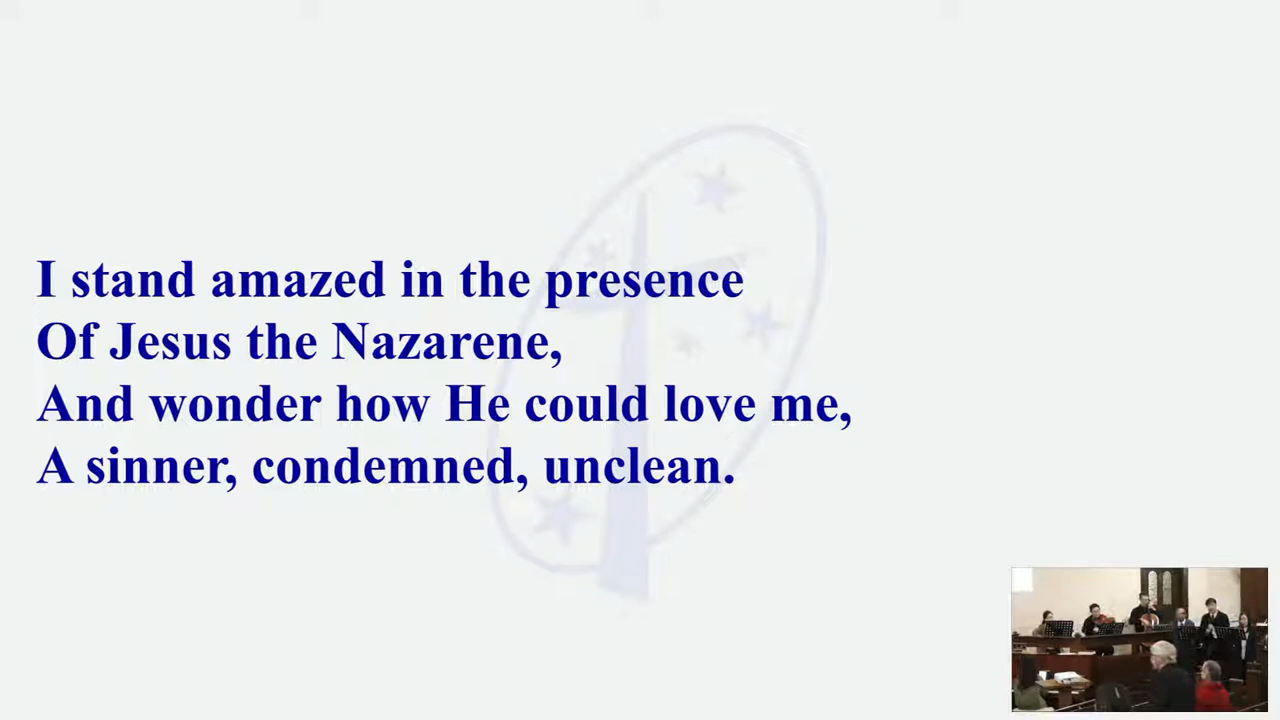 I stand amazed in the presence
Of Jesus the Nazarene,
And wonder how He could love me,
A sinner, condemned, unclean.